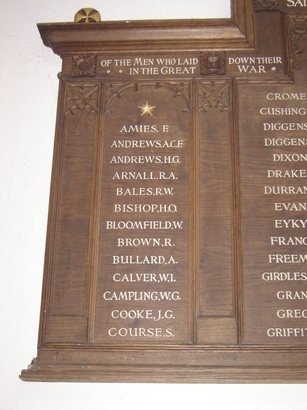 OF THE MEN WHO LAID DOWN THEIR
IN THE GREAT WAR
AMIES. F.
ANDREWS. A.C.F.
ANDREWS. H.G.
ARNALL. R.A.
BALES. R.W.
BISHOP. H.O.
BLOOMFIELD. W.
BROWN. R.
BULLARD. A.
CALVER. W.I.
CAMPLING. W.G.
COOKE. J.G.
COURSE. S.
CROME
CUSHING
DIGGENS
DIGGENS
DIXON
DRAKE
DURRAN
EVAN
EYKY
FRANC
FREEM
GIRDLES
GRAN
GREG
GRIFFIT